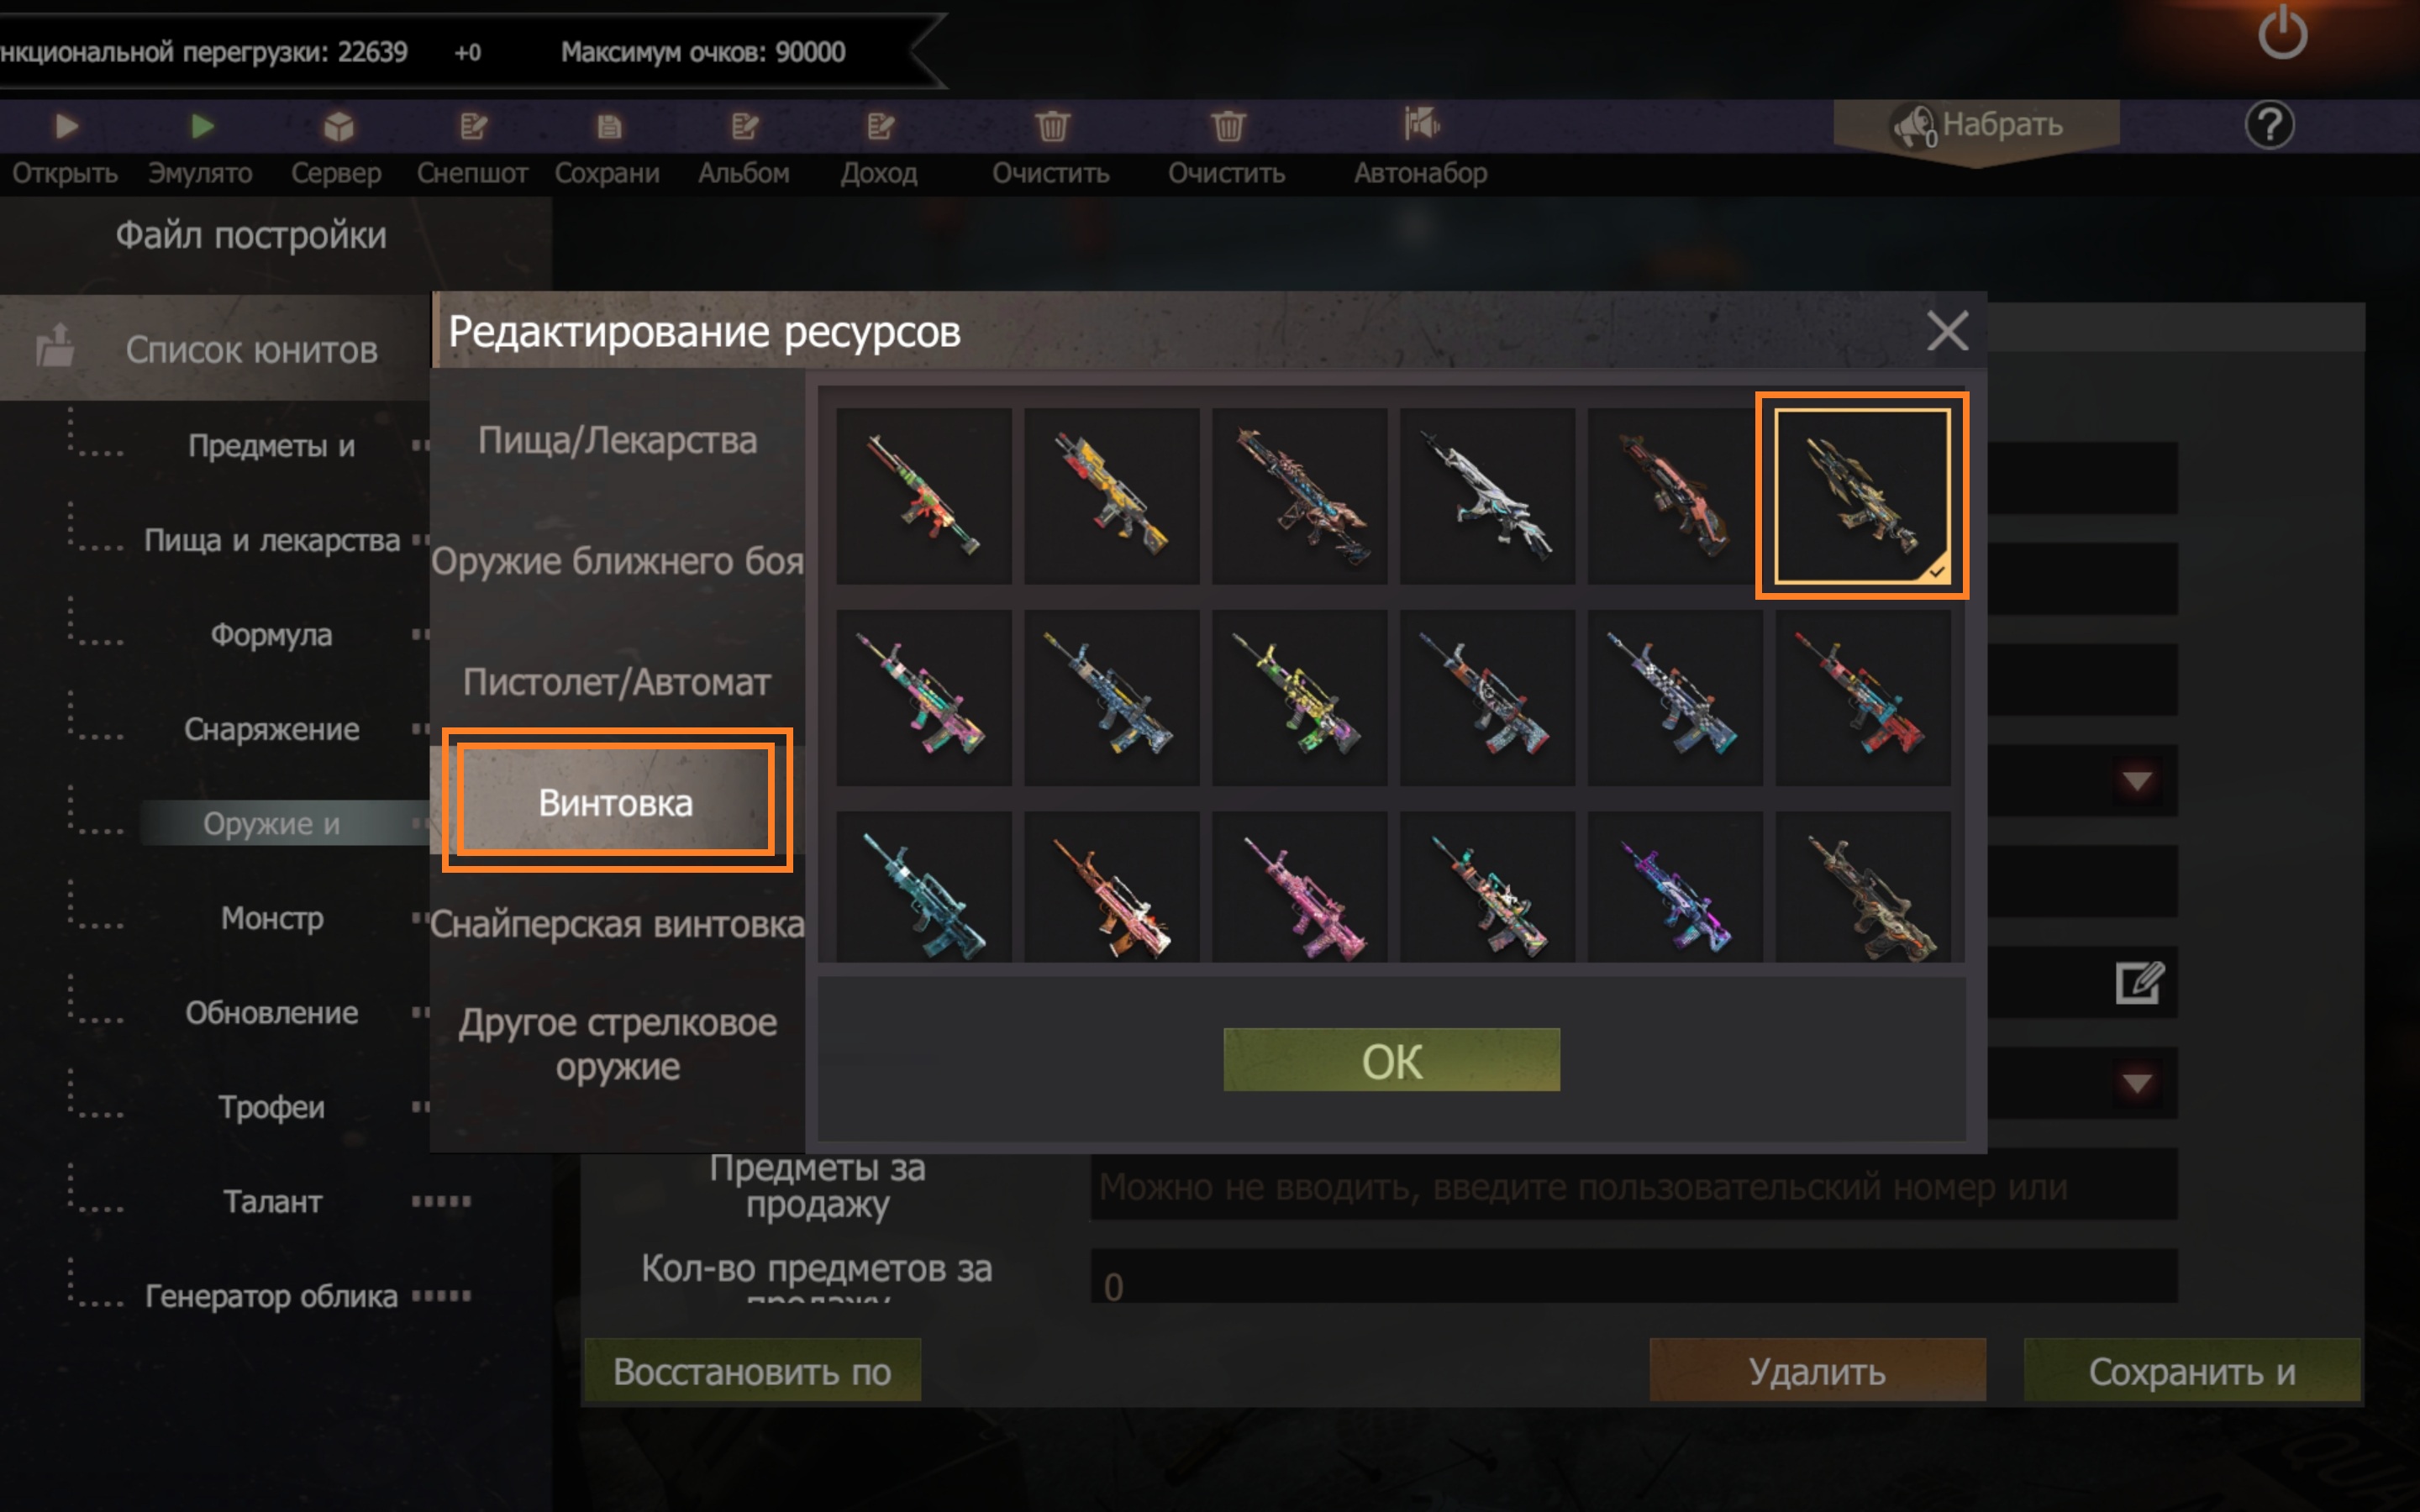 нкциональной перегрузки: 22639 +0 Максимум очков: 90000
Открыть Эмулято Сервер Снепшот Сохрани Альбом Доход Очистить Очистить Автонабор
0 Набрать ?
Файл постройки
Список юнитов
Предметы и
Пища и лекарства
Формула
Снаряжение
Оружие и
Монстр
Обновление
Трофеи
Талант
Генератор облика
Редактирование ресурсов
Пища/Лекарства
Оружие ближнего боя
Пистолет/Автомат
Винтовка
Снайперская винтовка
Другое стрелковое
оружие
ОК
Предметы за
продажу
Можно не вводить, введите пользовательский номер или
Кол-во предметов за
продажу
0
Восстановить по
Удалить
Сохранить и